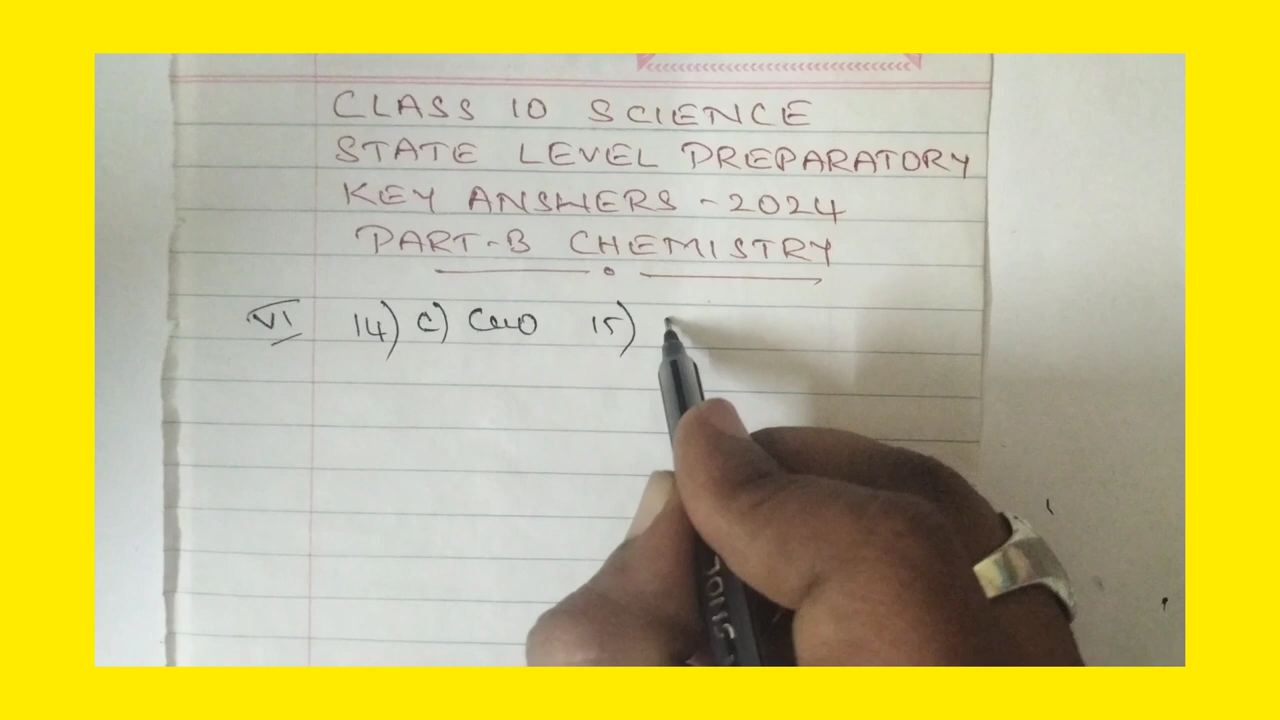 CLASS 10 SCIENCE
STATE LEVEL PREPARATORY
KEY ANSWERS - 2024
PART-B CHEMISTRY
VI 14) C) CuO 15)